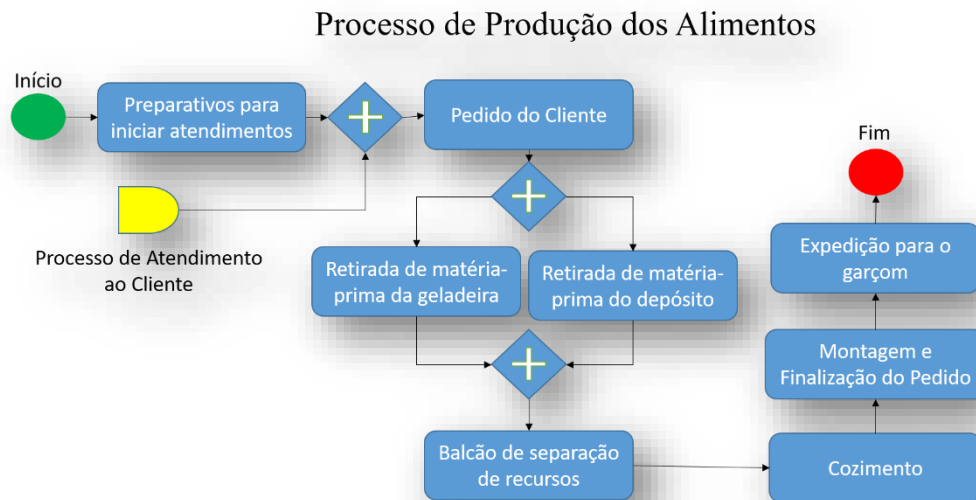 Processo de Produção dos Alimentos
Início
Preparativos para
iniciar atendimentos
Pedido do Cliente
Fim
Processo de Atendimento
ao Cliente
Retirada de matéria-
prima da geladeira
Retirada de matéria-
prima do depósito
Expedição para o
garçom
Montagem e
Finalização do Pedido
Balcão de separação
de recursos
Cozimento